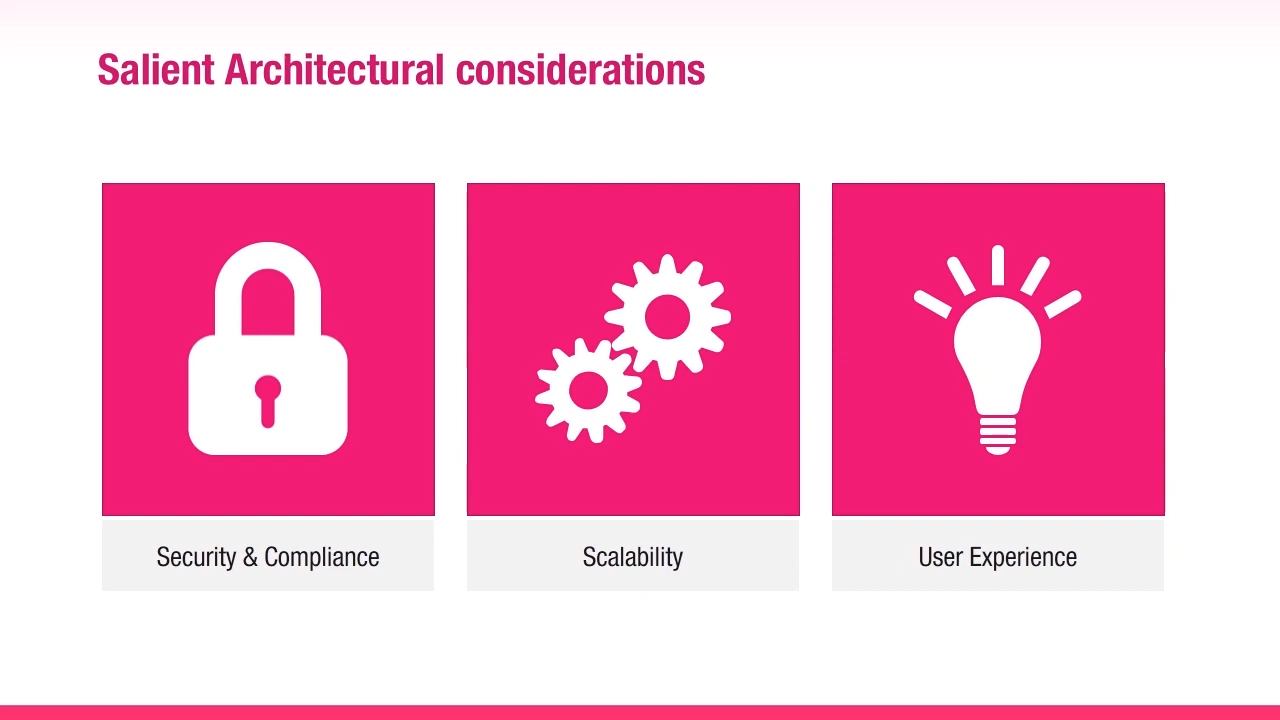 Salient Architectural considerations
Security & Compliance
Scalability
User Experience